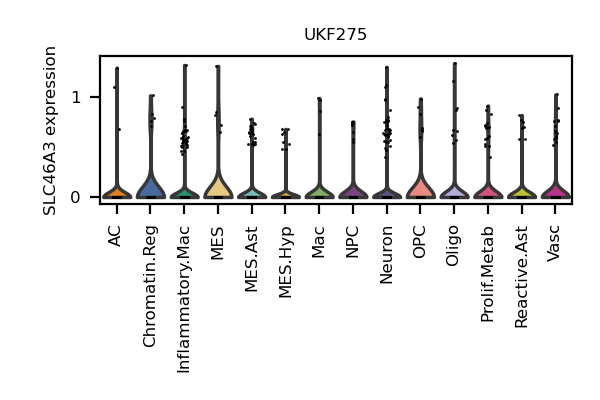 UKF275
SLC46A3 expression
1
0
AC
Chromatin.Reg
Inflammatory.Mac
MES
MES.Ast
MES.Hyp
Mac
NPC
Neuron
OPC
Oligo
Prolif.Metab
Reactive.Ast
Vasc